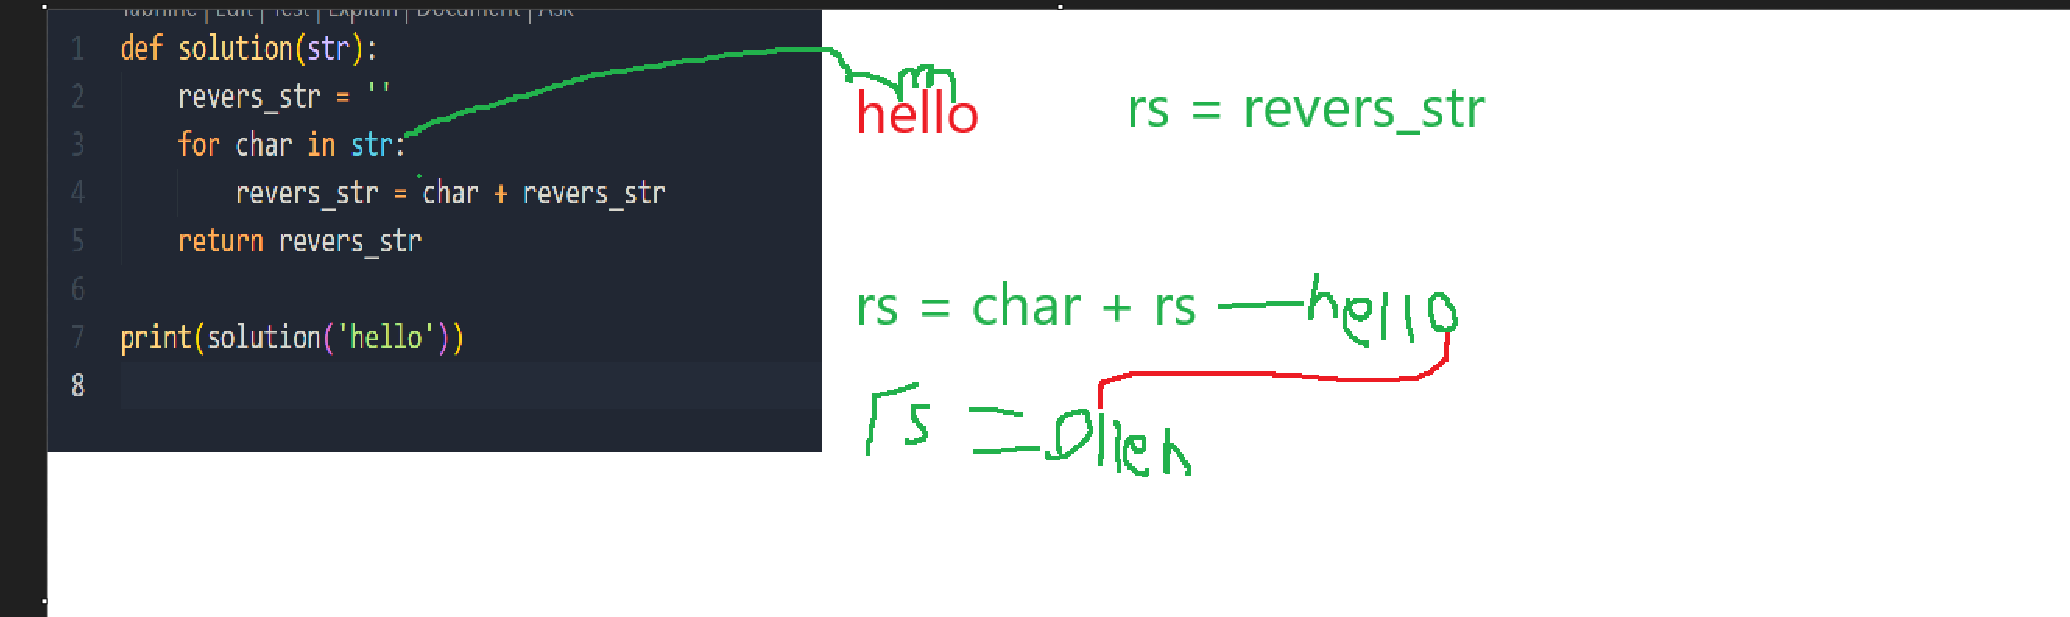 Tabnine | Edit | Test | Explain | Document | Ask
1 def solution(str):
2 revers_str = ''
3 for char in str:
4 revers_str = char + revers_str
5 return revers_str
6
7 print(solution('hello'))
8
hello
rs = revers_str
rs = char + rs — hello
rs = olleh